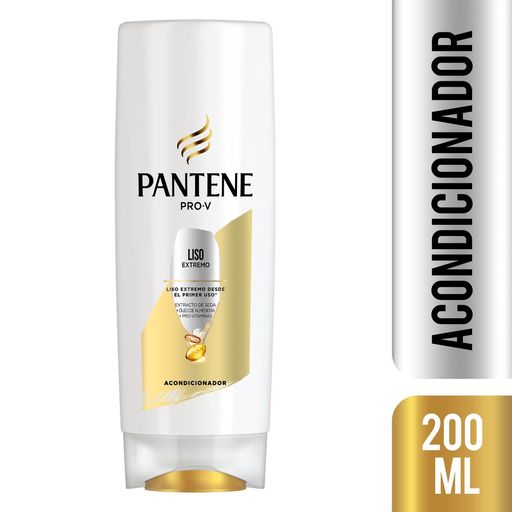 PANTENE
PRO-V
LISO
EXTREMO
LISO EXTREMO DESDE
EL PRIMER USO*
EXTRACTO DE SEDA
+ ÓLEO DE ALMENDRA
+ PRO-VITAMINAS
ACONDICIONADOR
ACONDICIONADOR
200
ML